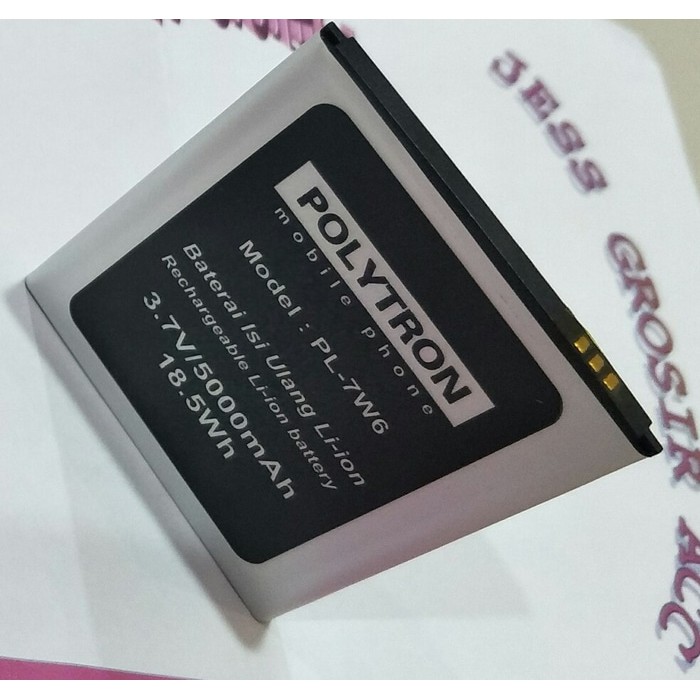 POLYTRON
mobile phone
Model : PL-7W6
Baterai Isi Ulang Li-ion
Rechargeable Li-ion battery
3.7V/5000mAh
18.5Wh
JESS GROSIR ACC